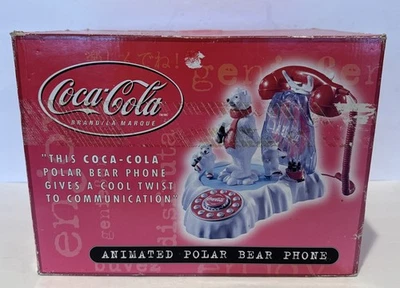 Coca-Cola
BRAND/LA MARQUE
"THIS COCA-COLA
POLAR BEAR PHONE
GIVES A COOL TWIST
TO COMMUNICATION"
ANIMATED POLAR BEAR PHONE